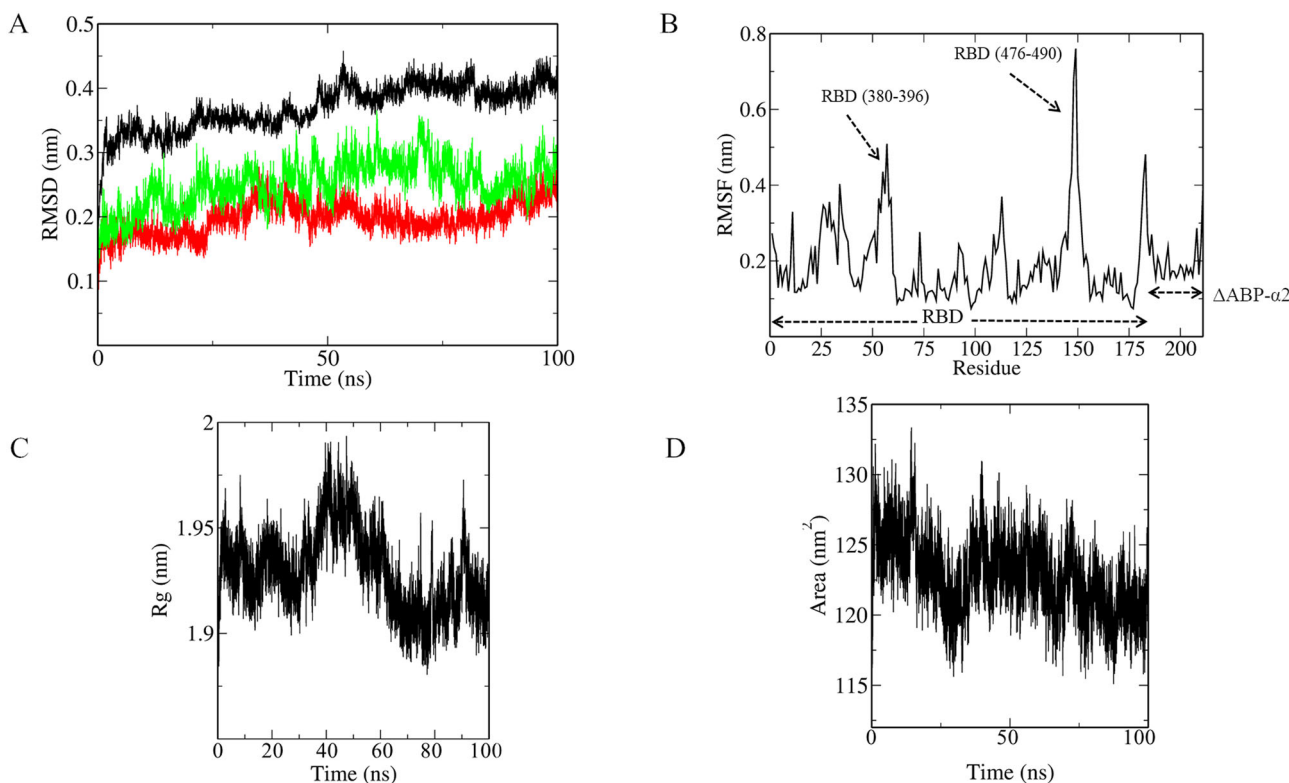 A
0.5
0.4
0.3
0.2
0.1
RMSD (nm)
0
50
100
Time (ns)
B
0.8
0.6
0.4
0.2
0
RMSF (nm)
RBD (476-490)
RBD (380-396)
RBD
ΔABP-α2
0 25 50 75 100 125 150 175 200
Residue
C
2
1.95
1.9
Rg (nm)
0 20 40 60 80 100
Time (ns)
D
135
130
125
120
115
Area (nm²)
0
50
100
Time (ns)